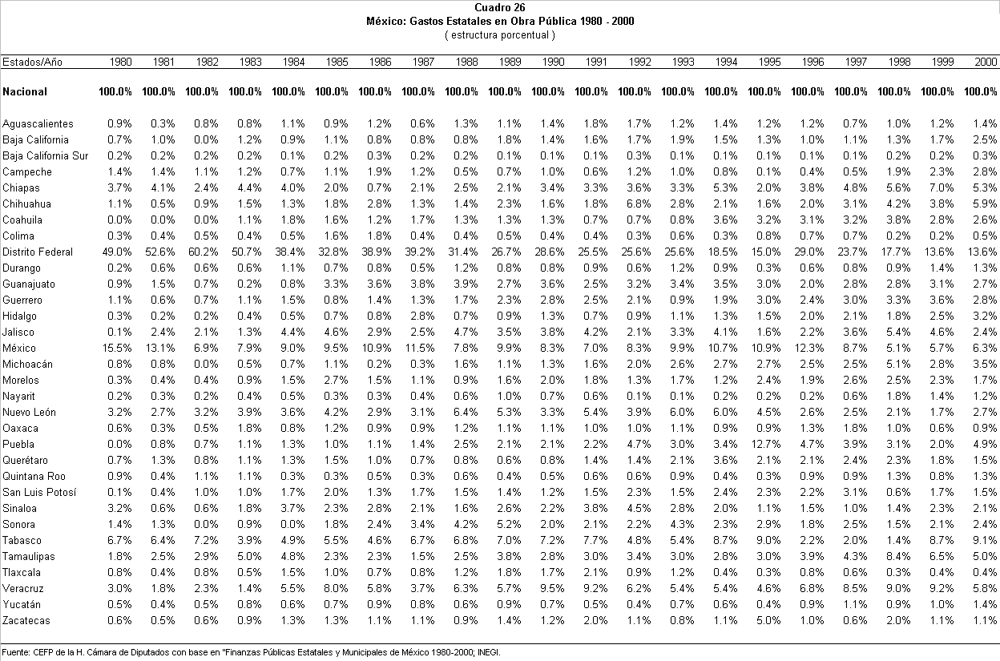 Cuadro 26
México: Gastos Estatales en Obra Pública 1980 - 2000
( estructura porcentual )
Estados/Año 1980 1981 1982 1983 1984 1985 1986 1987 1988 1989 1990 1991 1992 1993 1994 1995 1996 1997 1998 1999 2000
Nacional 100.0% 100.0% 100.0% 100.0% 100.0% 100.0% 100.0% 100.0% 100.0% 100.0% 100.0% 100.0% 100.0% 100.0% 100.0% 100.0% 100.0% 100.0% 100.0% 100.0% 100.0%
Aguascalientes 0.9% 0.3% 0.8% 0.8% 1.1% 0.9% 1.2% 0.6% 1.3% 1.1% 1.4% 1.8% 1.7% 1.2% 1.4% 1.2% 1.2% 0.7% 1.0% 1.2% 1.4%
Baja California 0.7% 1.0% 0.0% 1.2% 0.9% 1.1% 0.8% 0.8% 0.8% 1.8% 1.4% 1.6% 1.7% 1.9% 1.5% 1.3% 1.0% 1.1% 1.3% 1.7% 2.5%
Baja California Sur 0.2% 0.2% 0.2% 0.2% 0.1% 0.2% 0.3% 0.2% 0.2% 0.1% 0.1% 0.1% 0.3% 0.1% 0.1% 0.1% 0.1% 0.1% 0.2% 0.2% 0.3%
Campeche 1.4% 1.4% 1.1% 1.2% 0.7% 1.1% 1.9% 1.2% 0.5% 0.7% 1.0% 0.6% 1.2% 1.0% 0.8% 0.1% 0.4% 0.5% 1.9% 2.3% 2.8%
Chiapas 3.7% 4.1% 2.4% 4.4% 4.0% 2.0% 0.7% 2.1% 2.5% 2.1% 3.4% 3.3% 3.6% 3.3% 5.3% 2.0% 3.8% 4.8% 5.6% 7.0% 5.3%
Chihuahua 1.1% 0.5% 0.9% 1.5% 1.3% 1.8% 2.8% 1.3% 1.4% 2.3% 1.6% 1.8% 6.8% 2.8% 2.1% 1.6% 2.0% 3.1% 4.2% 3.8% 5.9%
Coahuila 0.0% 0.0% 0.0% 1.1% 1.8% 1.6% 1.2% 1.7% 1.3% 1.3% 1.3% 0.7% 0.7% 0.8% 3.6% 3.2% 3.1% 3.2% 3.8% 2.8% 2.6%
Colima 0.3% 0.4% 0.5% 0.4% 0.5% 1.6% 1.8% 0.4% 0.4% 0.5% 0.4% 0.4% 0.3% 0.6% 0.3% 0.8% 0.7% 0.7% 0.2% 0.2% 0.5%
Distrito Federal 49.0% 52.6% 60.2% 50.7% 38.4% 32.8% 38.9% 39.2% 31.4% 26.7% 28.6% 25.5% 25.6% 25.6% 18.5% 15.0% 29.0% 23.7% 17.7% 13.6% 13.6%
Durango 0.2% 0.6% 0.6% 0.6% 1.1% 0.7% 0.8% 0.5% 1.2% 0.8% 0.8% 0.9% 0.6% 1.2% 0.9% 0.3% 0.6% 0.8% 0.9% 1.4% 1.3%
Guanajuato 0.9% 1.5% 0.7% 0.2% 0.8% 3.3% 3.6% 3.8% 3.9% 2.7% 3.6% 2.5% 3.2% 3.4% 3.5% 3.0% 2.0% 2.8% 2.8% 3.1% 2.7%
Guerrero 1.1% 0.6% 0.7% 1.1% 1.5% 0.8% 1.4% 1.3% 1.7% 2.3% 2.8% 2.5% 2.1% 0.9% 1.9% 3.0% 2.4% 3.0% 3.3% 3.6% 2.8%
Hidalgo 0.3% 0.2% 0.2% 0.4% 0.5% 0.7% 0.8% 2.8% 0.7% 0.9% 1.3% 0.7% 0.9% 1.1% 1.3% 1.5% 2.0% 2.1% 1.8% 2.5% 3.2%
Jalisco 0.1% 2.4% 2.1% 1.3% 4.4% 4.6% 2.9% 2.5% 4.7% 3.5% 3.8% 4.2% 2.1% 3.3% 4.1% 1.6% 2.2% 3.6% 5.4% 4.6% 2.4%
México 15.5% 13.1% 6.9% 7.9% 9.0% 9.5% 10.9% 11.5% 7.8% 9.9% 8.3% 7.0% 8.3% 9.9% 10.7% 10.9% 12.3% 8.7% 5.1% 5.7% 6.3%
Michoacán 0.8% 0.8% 0.0% 0.5% 0.7% 1.1% 0.2% 0.3% 1.6% 1.1% 1.3% 1.6% 2.0% 2.6% 2.7% 2.7% 2.5% 2.5% 5.1% 2.8% 3.5%
Morelos 0.3% 0.4% 0.4% 0.9% 1.5% 2.7% 1.5% 1.1% 0.9% 1.6% 2.0% 1.8% 1.3% 1.7% 1.2% 2.4% 1.9% 2.6% 2.5% 2.3% 1.7%
Nayarit 0.2% 0.3% 0.2% 0.4% 0.5% 0.3% 0.3% 0.4% 0.6% 1.0% 0.7% 0.6% 0.1% 0.1% 0.2% 0.2% 0.2% 0.6% 1.8% 1.4% 1.2%
Nuevo León 3.2% 2.7% 3.2% 3.9% 3.6% 4.2% 2.9% 3.1% 6.4% 5.3% 3.3% 5.4% 3.9% 6.0% 6.0% 4.5% 2.6% 2.5% 2.1% 1.7% 2.7%
Oaxaca 0.6% 0.3% 0.5% 1.8% 0.8% 1.2% 0.9% 0.9% 1.2% 1.1% 1.1% 1.0% 1.0% 1.1% 0.9% 0.9% 1.3% 1.8% 1.0% 0.6% 0.9%
Puebla 0.0% 0.8% 0.7% 1.1% 1.3% 1.0% 1.1% 1.4% 2.5% 2.1% 2.1% 2.2% 4.7% 3.0% 3.4% 12.7% 4.7% 3.9% 3.1% 2.0% 4.9%
Querétaro 0.7% 1.3% 0.8% 1.1% 1.3% 1.5% 1.0% 0.7% 0.8% 0.6% 0.8% 1.4% 1.4% 2.1% 3.6% 2.1% 2.1% 2.4% 2.3% 1.8% 1.5%
Quintana Roo 0.9% 0.4% 1.1% 1.1% 0.3% 0.3% 0.5% 0.3% 0.6% 0.4% 0.5% 0.6% 0.6% 0.9% 0.4% 0.3% 0.9% 0.9% 1.3% 0.8% 1.3%
San Luis Potosí 0.1% 0.4% 1.0% 1.0% 1.7% 2.0% 1.3% 1.7% 1.5% 1.4% 1.2% 1.5% 2.3% 1.5% 2.4% 2.3% 2.2% 3.1% 0.6% 1.7% 1.5%
Sinaloa 3.2% 0.6% 0.6% 1.8% 3.7% 2.3% 2.8% 2.1% 1.6% 2.6% 2.2% 3.8% 4.5% 2.8% 2.0% 1.1% 1.5% 1.0% 1.4% 2.3% 2.1%
Sonora 1.4% 1.3% 0.0% 0.9% 0.0% 1.8% 2.4% 3.4% 4.2% 5.2% 2.0% 2.1% 2.2% 4.3% 2.3% 2.9% 1.8% 2.5% 1.5% 2.1% 2.4%
Tabasco 6.7% 6.4% 7.2% 3.9% 4.9% 5.5% 4.6% 6.7% 6.8% 7.0% 7.2% 7.7% 4.8% 5.4% 8.7% 9.0% 2.2% 2.0% 1.4% 8.7% 9.1%
Tamaulipas 1.8% 2.5% 2.9% 5.0% 4.8% 2.3% 2.3% 1.5% 2.5% 3.8% 2.8% 3.0% 3.4% 3.0% 2.8% 3.0% 3.9% 4.3% 8.4% 6.5% 5.0%
Tlaxcala 0.8% 0.4% 0.8% 0.5% 1.5% 1.0% 0.7% 0.8% 1.2% 1.8% 1.7% 2.1% 0.9% 1.2% 0.4% 0.3% 0.8% 0.6% 0.3% 0.4% 0.4%
Veracruz 3.0% 1.8% 2.3% 1.4% 5.5% 8.0% 5.8% 3.7% 6.3% 5.7% 9.5% 9.2% 6.2% 5.4% 5.4% 4.6% 6.8% 8.5% 9.0% 9.2% 5.8%
Yucatán 0.5% 0.4% 0.5% 0.8% 0.6% 0.7% 0.9% 0.8% 0.6% 0.9% 0.7% 0.5% 0.4% 0.7% 0.6% 0.4% 0.9% 1.1% 0.9% 1.0% 1.4%
Zacatecas 0.6% 0.5% 0.6% 0.9% 1.3% 1.3% 1.1% 1.1% 0.9% 1.4% 1.2% 2.0% 1.1% 0.8% 1.1% 5.0% 1.0% 0.6% 2.0% 1.1% 1.1%
Fuente: CEFP de la H. Cámara de Diputados con base en "Finanzas Públicas Estatales y Municipales de México 1980-2000; INEGI.